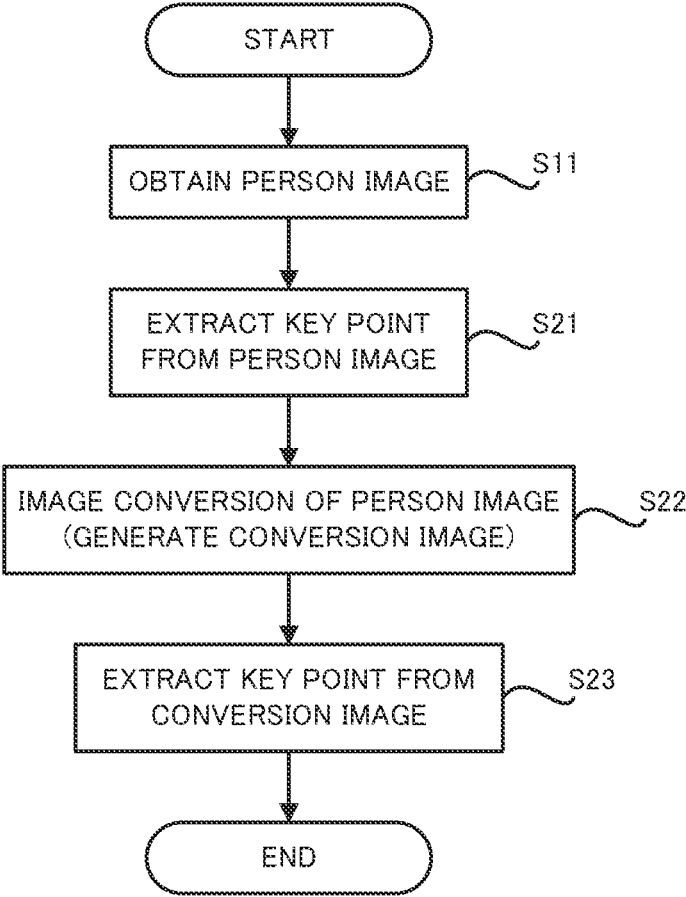 START
OBTAIN PERSON IMAGE
S11
EXTRACT KEY POINT
FROM PERSON IMAGE
S21
IMAGE CONVERSION OF PERSON IMAGE
(GENERATE CONVERSION IMAGE)
S22
EXTRACT KEY POINT FROM
CONVERSION IMAGE
S23
END